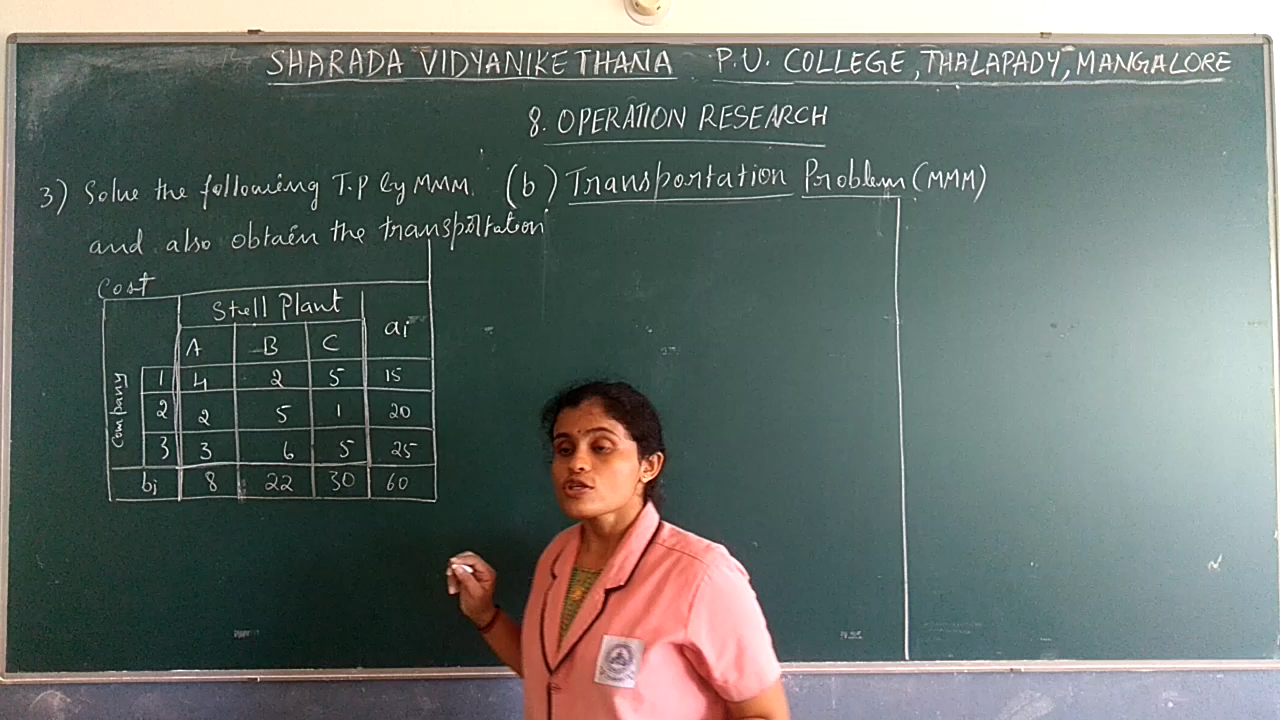 SHARADA VIDYANIKETHANA P.U. COLLEGE, THALAPADY, MANGALORE
8. OPERATION RESEARCH
3) Solve the following T.P by MMM. (b) Transportation Problem (MMM)
and also obtain the transportation
Cost
Stell Plant ai
A B C
Company
1 4 2 5 15
2 2 5 1 20
3 3 6 5 25
bj 8 22 30 60